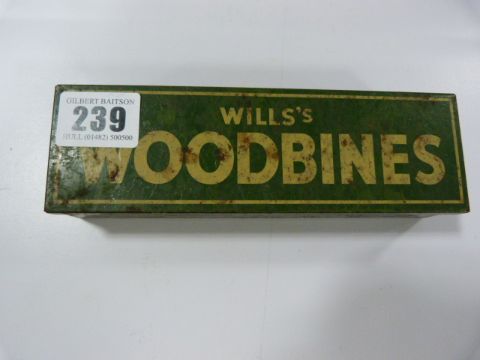 GILBERT BAITSON
239
HULL (01482) 500500
WILLS'S
WOODBINES